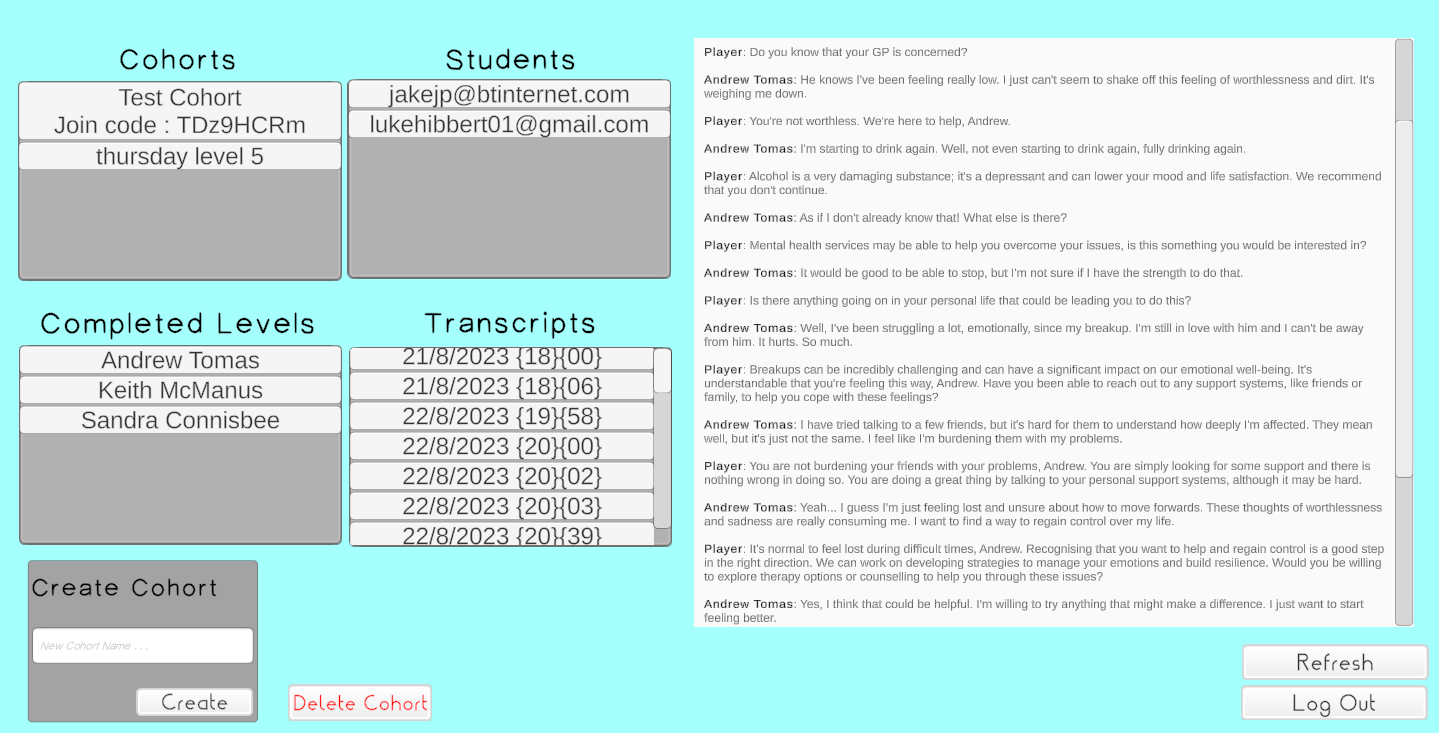 Cohorts
Test Cohort
Join code : TDz9HCRm
thursday level 5
Students
jakejp@btinternet.com
lukehibbert01@gmail.com
Completed Levels
Andrew Tomas
Keith McManus
Sandra Connisbee
Transcripts
21/8/2023 {18}{00}
21/8/2023 {18}{06}
22/8/2023 {19}{58}
22/8/2023 {20}{00}
22/8/2023 {20}{02}
22/8/2023 {20}{03}
22/8/2023 {20}{39}
Create Cohort
New Cohort Name . . .
Create
Delete Cohort
Player: Do you know that your GP is concerned?
Andrew Tomas: He knows I've been feeling really low. I just can't seem to shake off this feeling of worthlessness and dirt. It's
weighing me down.
Player: You're not worthless. We're here to help, Andrew.
Andrew Tomas: I'm starting to drink again. Well, not even starting to drink again, fully drinking again.
Player: Alcohol is a very damaging substance; it's a depressant and can lower your mood and life satisfaction. We recommend
that you don't continue.
Andrew Tomas: As if I don't already know that! What else is there?
Player: Mental health services may be able to help you overcome your issues, is this something you would be interested in?
Andrew Tomas: It would be good to be able to stop, but I'm not sure if I have the strength to do that.
Player: Is there anything going on in your personal life that could be leading you to do this?
Andrew Tomas: Well, I've been struggling a lot, emotionally, since my breakup. I'm still in love with him and I can't be away
from him. It hurts. So much.
Player: Breakups can be incredibly challenging and can have a significant impact on our emotional well-being. It's
understandable that you're feeling this way, Andrew. Have you been able to reach out to any support systems, like friends or
family, to help you cope with these feelings?
Andrew Tomas: I have tried talking to a few friends, but it's hard for them to understand how deeply I'm affected. They mean
well, but it's just not the same. I feel like I'm burdening them with my problems.
Player: You are not burdening your friends with your problems, Andrew. You are simply looking for some support and there is
nothing wrong in doing so. You are doing a great thing by talking to your personal support systems, although it may be hard.
Andrew Tomas: Yeah... I guess I'm just feeling lost and unsure about how to move forwards. These thoughts of worthlessness
and sadness are really consuming me. I want to find a way to regain control over my life.
Player: It's normal to feel lost during difficult times, Andrew. Recognising that you want to help and regain control is a good step
in the right direction. We can work on developing strategies to manage your emotions and build resilience. Would you be willing
to explore therapy options or counselling to help you through these issues?
Andrew Tomas: Yes, I think that could be helpful. I'm willing to try anything that might make a difference. I just want to start
feeling better.
Refresh
Log Out